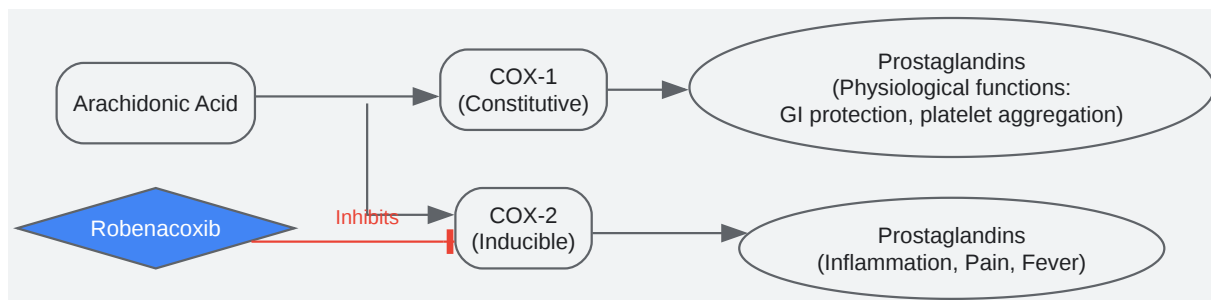 Arachidonic Acid
COX-1
(Constitutive)
Prostaglandins
(Physiological functions:
GI protection, platelet aggregation)
Robenacoxib
Inhibits
COX-2
(Inducible)
Prostaglandins
(Inflammation, Pain, Fever)